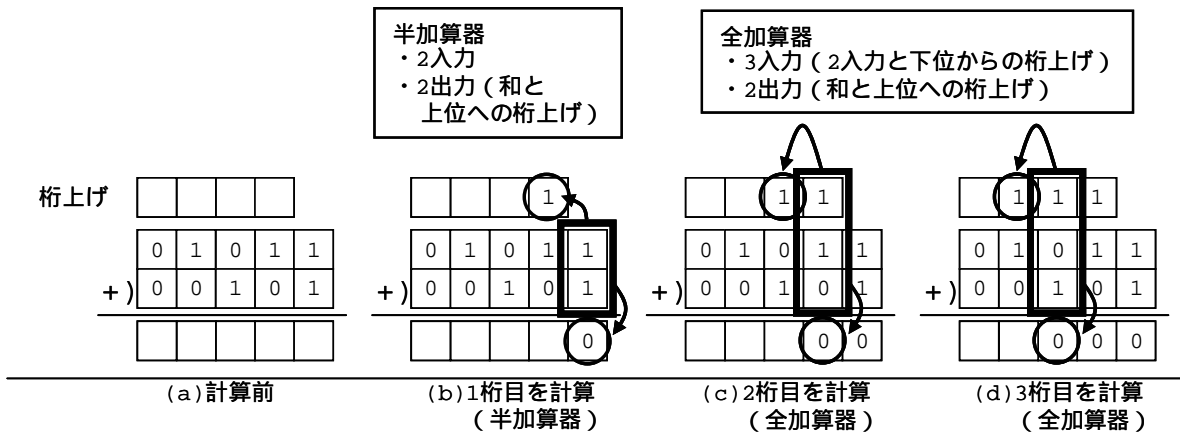 半加算器
・2入力
・2出力（和と
上位への桁上げ）
全加算器
・3入力（2入力と下位からの桁上げ）
・2出力（和と上位への桁上げ）
桁上げ
0 1 0 1 1
+) 0 0 1 0 1
(a)計算前
1
0 1 0 1 1
+) 0 0 1 0 1
0
(b)1桁目を計算
（半加算器）
1 1
0 1 0 1 1
+) 0 0 1 0 1
0 0
(c)2桁目を計算
（全加算器）
1 1 1
0 1 0 1 1
+) 0 0 1 0 1
0 0 0
(d)3桁目を計算
（全加算器）